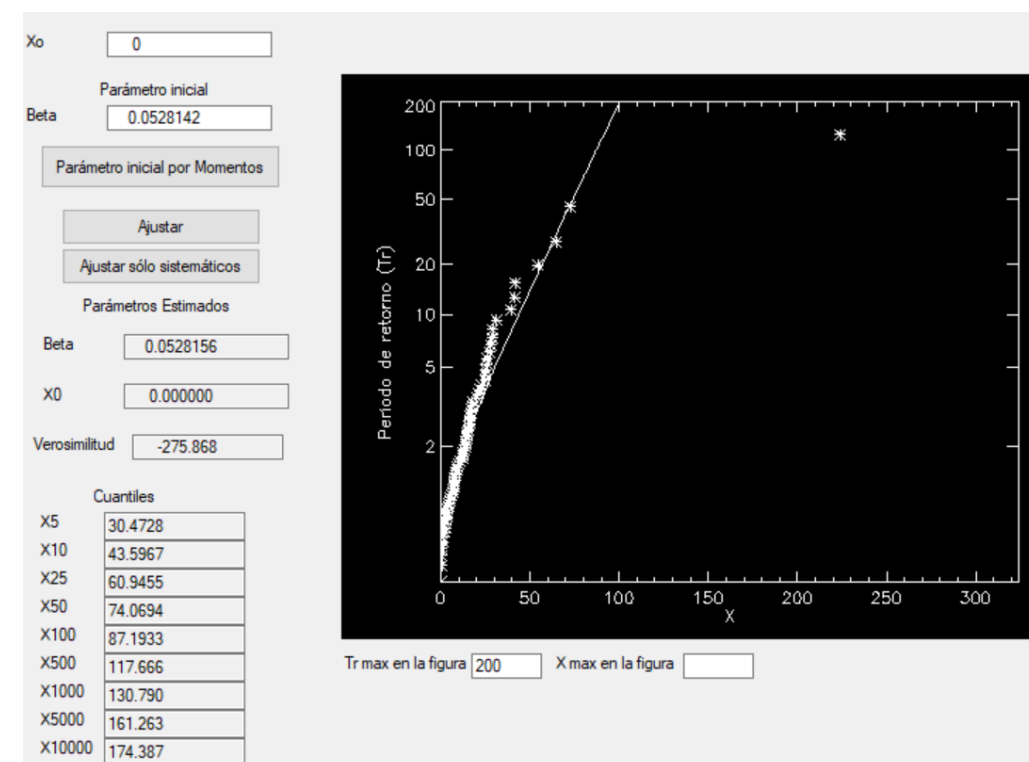 Xo 0
Parámetro inicial
Beta 0.0528142
Parámetro inicial por Momentos
Ajustar
Ajustar sólo sistemáticos
Parámetros Estimados
Beta 0.0528156
X0 0.000000
Verosimilitud -275.868
Cuantiles
X5 30.4728
X10 43.5967
X25 60.9455
X50 74.0694
X100 87.1933
X500 117.666
X1000 130.790
X5000 161.263
X10000 174.387
Período de retorno (Tr)
200
100
50
20
10
5
2
0 50 100 150 200 250 300
X
Tr max en la figura 200 X max en la figura